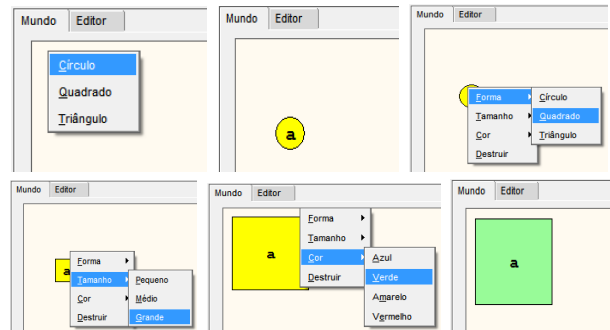 Mundo Editor
Círculo
Quadrado
Triângulo
Mundo Editor
a
Mundo Editor
Forma Círculo
Tamanho Quadrado
Cor Triângulo
Destruir
Mundo Editor
a Forma
Tamanho Pequeno
Cor Médio
Destruir Grande
Mundo Editor
Forma
Tamanho
a Cor Azul
Destruir Verde
Amarelo
Vermelho
Mundo Editor
a